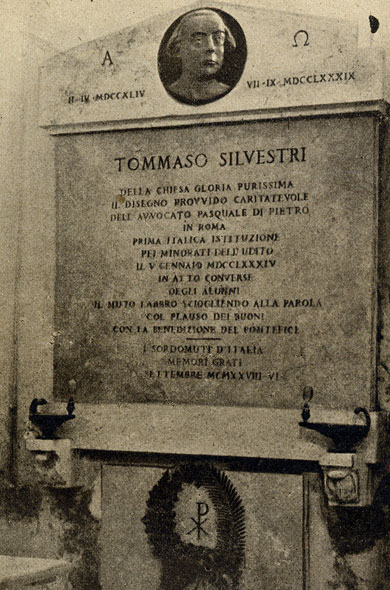 Α Ω
II · IV · MDCCXLIV VII · IX · MDCCLXXXIX
TOMMASO SILVESTRI
DELLA CHIESA GLORIA PURISSIMA
IL DISEGNO PROVVIDO CARITATEVOLE
DELL'AVVOCATO PASQUALE DI PIETRO
IN ROMA
PRIMA ITALICA ISTITUZIONE
PEI MINORATI DELL'UDITO
IL V GENNAIO MDCCLXXXIV
IN ATTO CONVERSE
DEGLI ALUNNI
IL MUTO LABBRO SCIOGLIENDO ALLA PAROLA
COL PLAUSO DEI BUONI
CON LA BENEDIZIONE DEI PONTEFICI
I SORDOMUTI D'ITALIA
MEMORI GRATI
SETTEMBRE MCMXXVIII · VI
☧